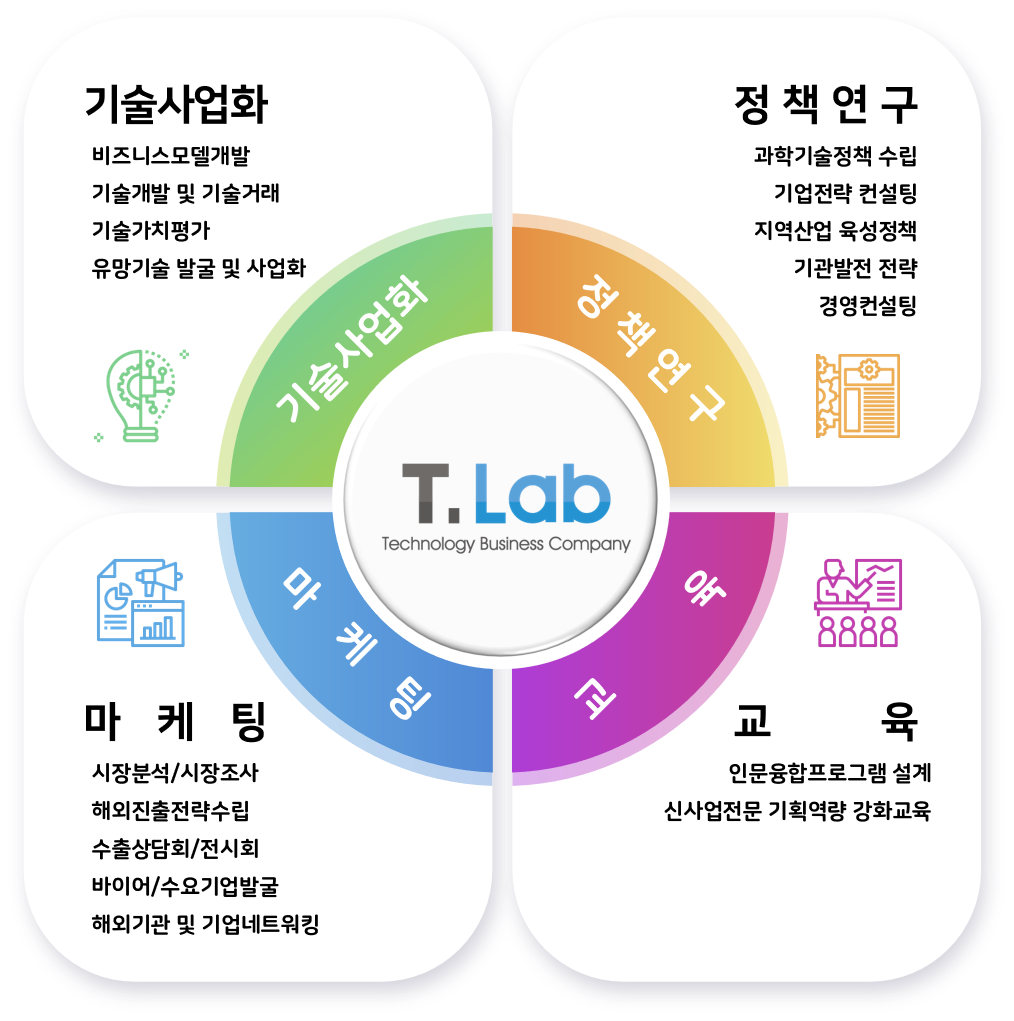 기술사업화
비즈니스모델개발
기술개발 및 기술거래
기술가치평가
유망기술 발굴 및 사업화
정 책 연 구
과학기술정책 수립
기업전략 컨설팅
지역산업 육성정책
기관발전 전략
경영컨설팅
기술사업화
정 책 연 구
T.Lab
Technology Business Company
마 케 팅
교 육
마 케 팅
시장분석/시장조사
해외진출전략수립
수출상담회/전시회
바이어/수요기업발굴
해외기관 및 기업네트워킹
교 육
인문융합프로그램 설계
신사업전문 기획역량 강화교육